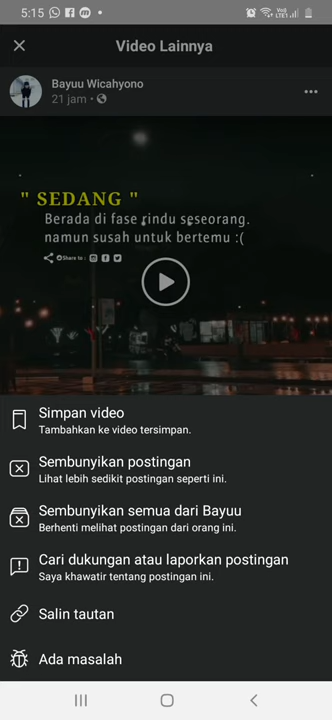 5:15
Video Lainnya
Bayuu Wicahyono
21 jam •
" SEDANG "
Berada di fase rindu seseorang.
namun susah untuk bertemu :(
Share to :
Simpan video
Tambahkan ke video tersimpan.
Sembunyikan postingan
Lihat lebih sedikit postingan seperti ini.
Sembunyikan semua dari Bayuu
Berhenti melihat postingan dari orang ini.
Cari dukungan atau laporkan postingan
Saya khawatir tentang postingan ini.
Salin tautan
Ada masalah